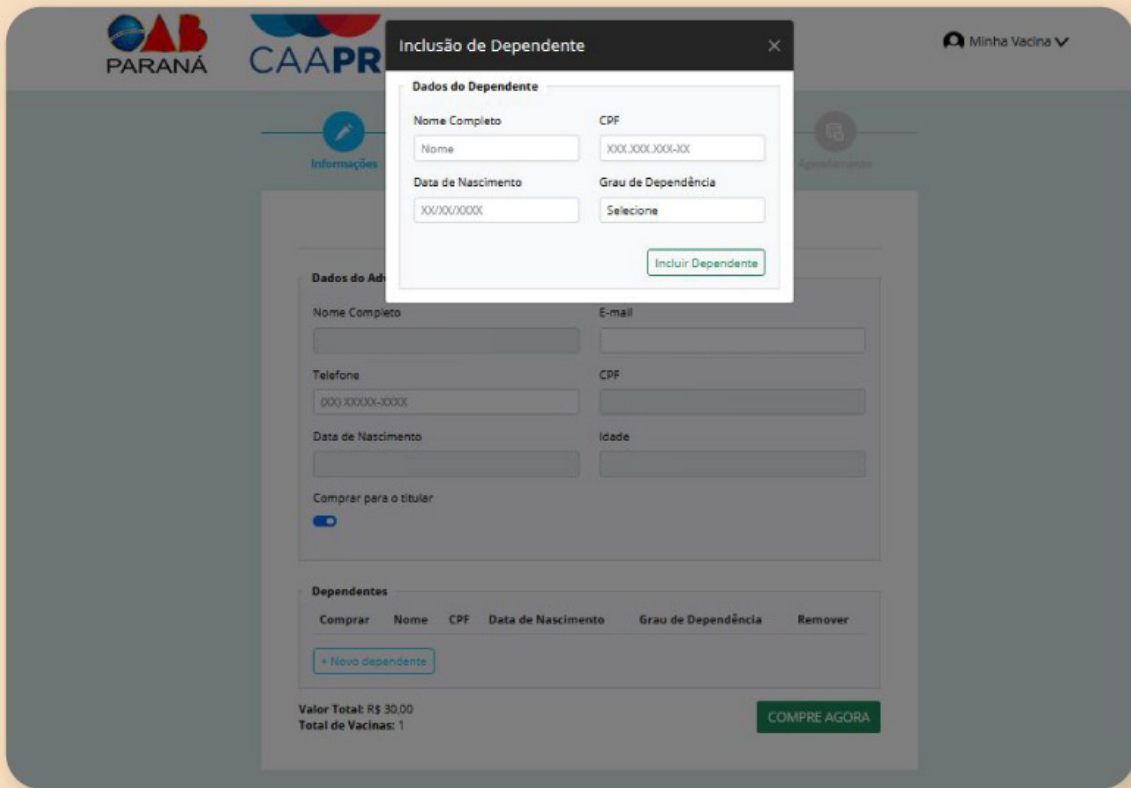 OAB
PARANÁ
CAAPR
Minha Vacina
Inclusão de Dependente
×
Dados do Dependente
Nome Completo
CPF
Nome
XXX.XXX.XXX-XX
Data de Nascimento
Grau de Dependência
XX/XX/XXXX
Selecione
Incluir Dependente
Informações
Agendamento
Dados do Adv
Nome Completo
E-mail
Telefone
CPF
(XX) XXXXX-XXXX
Data de Nascimento
Idade
Comprar para o titular
Dependentes
Comprar Nome CPF Data de Nascimento Grau de Dependência Remover
+ Novo dependente
Valor Total: R$ 30,00
Total de Vacinas: 1
COMPRE AGORA